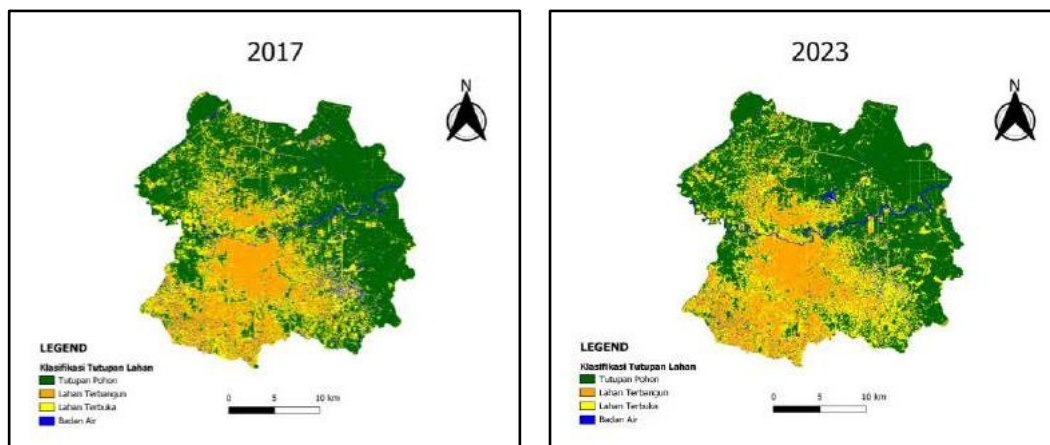 2017
N
LEGEND
Klasifikasi Tutupan Lahan
Tutupan Pohon
Lahan Terbangun
Lahan Terbuka
Badan Air
0 5 10 km
2023
N
LEGEND
Klasifikasi Tutupan Lahan
Tutupan Pohon
Lahan Terbangun
Lahan Terbuka
Badan Air
0 5 10 km